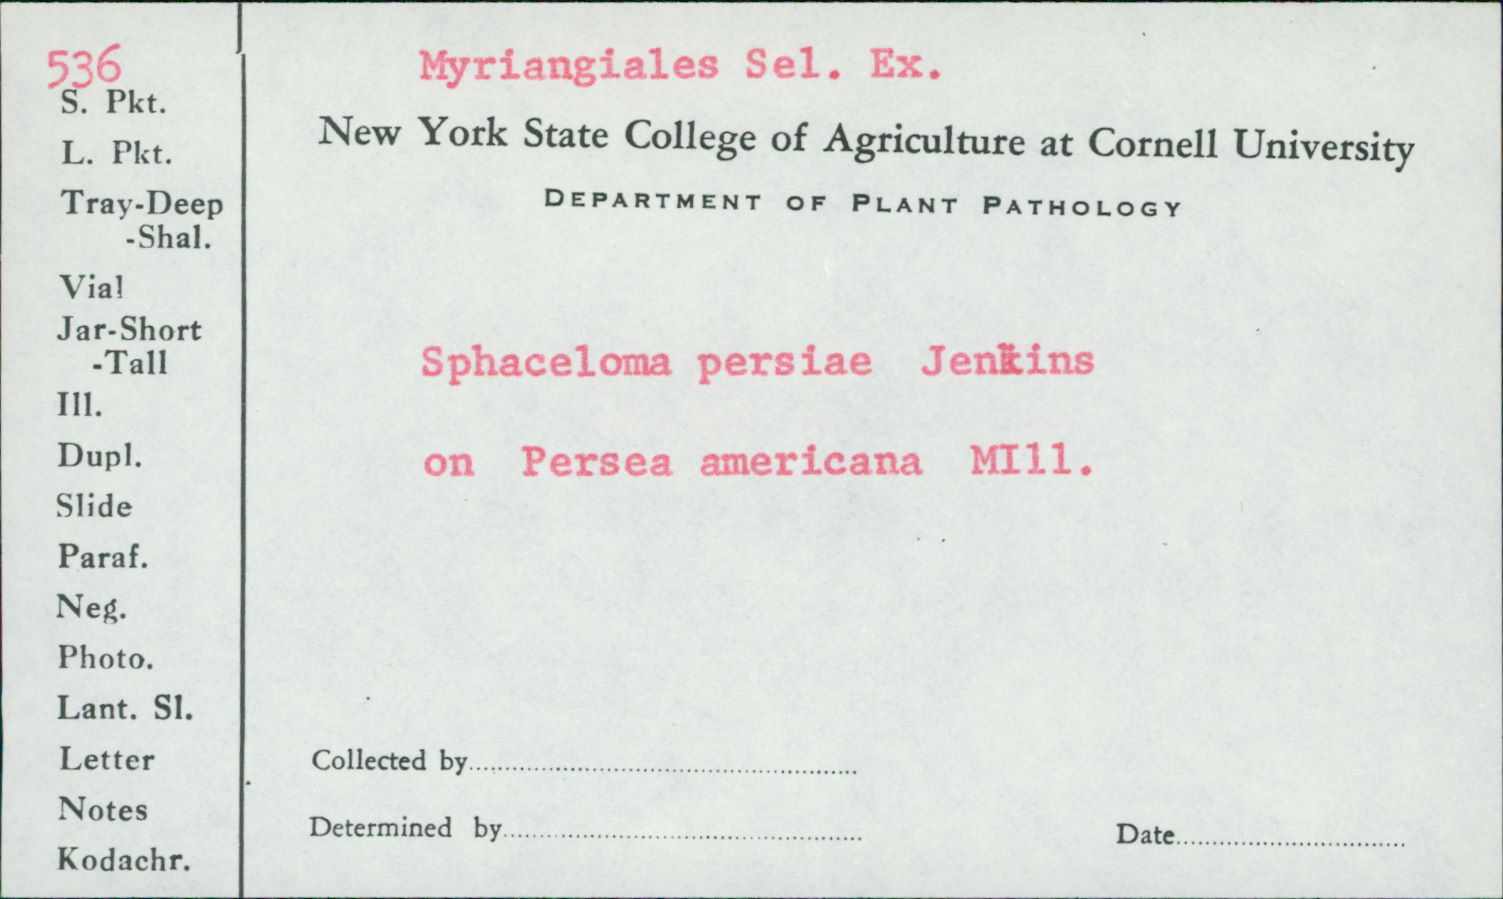 536
S. Pkt.
L. Pkt.
Tray-Deep
-Shal.
Vial
Jar-Short
-Tall
Ill.
Dupl.
Slide
Paraf.
Neg.
Photo.
Lant. Sl.
Letter
Notes
Kodachr.
Myriangiales Sel. Ex.
New York State College of Agriculture at Cornell University
DEPARTMENT OF PLANT PATHOLOGY
Sphaceloma persiae Jenkins
on Persea americana MIll.
Collected by
Determined by
Date